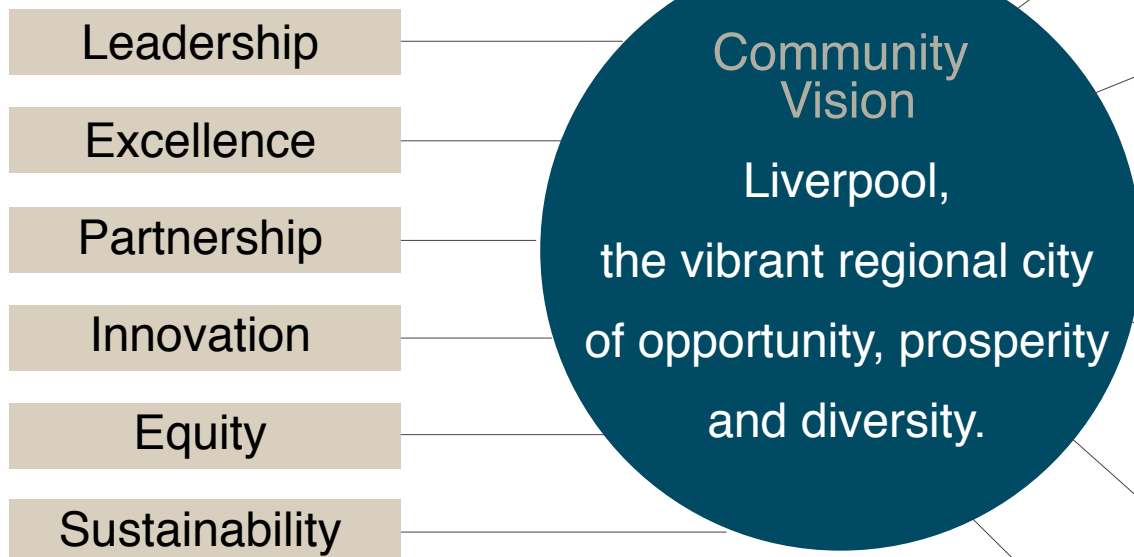 Leadership
Excellence
Partnership
Innovation
Equity
Sustainability
Community
Vision
Liverpool,
the vibrant regional city
of opportunity, prosperity
and diversity.